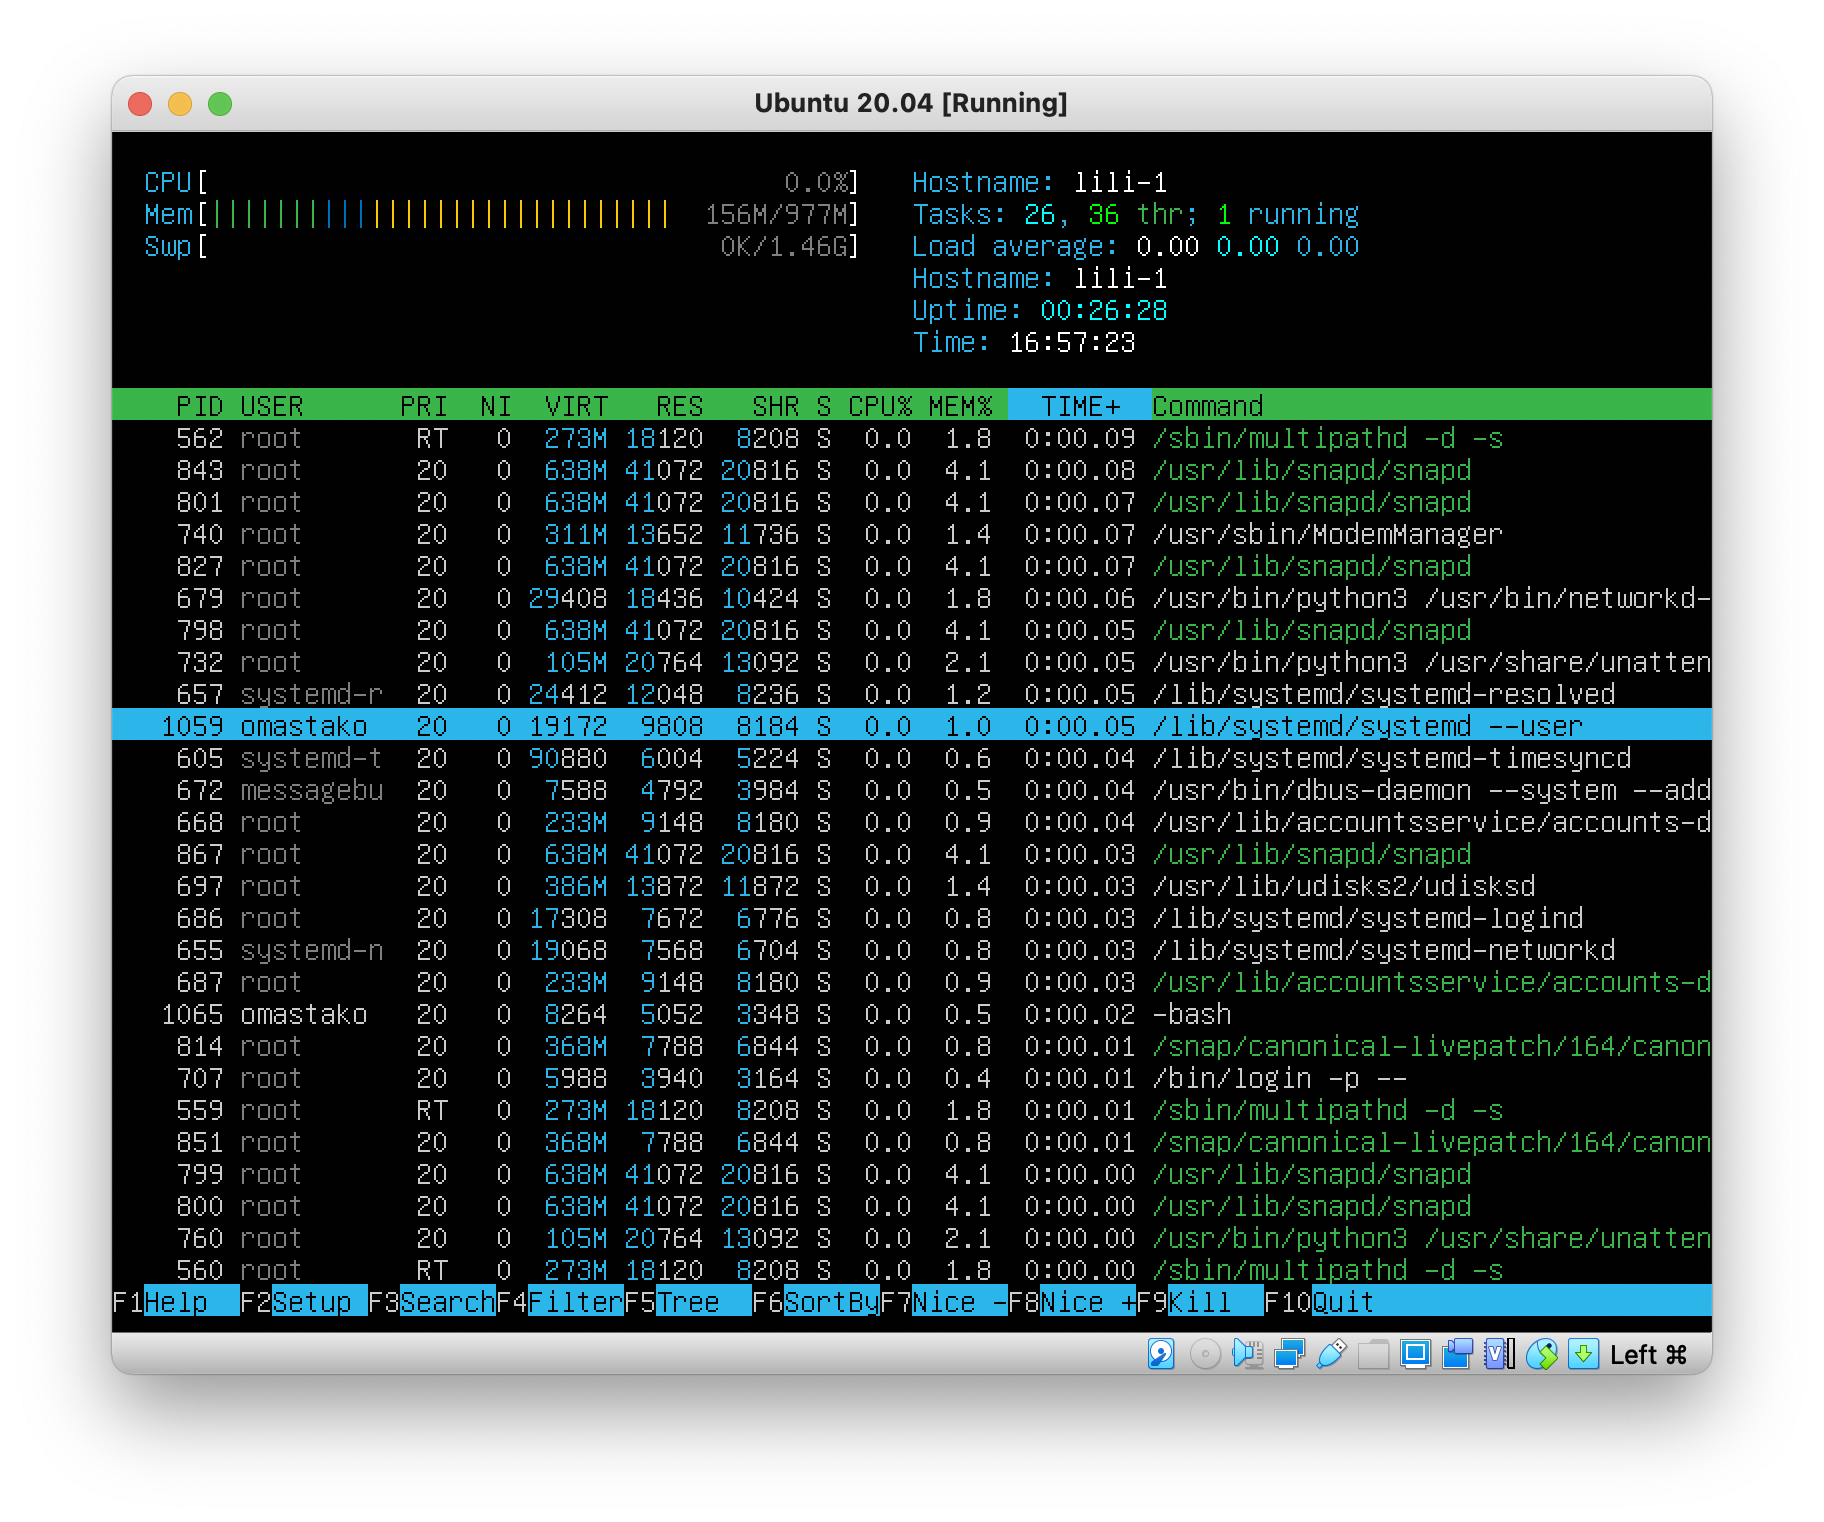 Ubuntu 20.04 [Running]
CPU[ 0.0%] Hostname: lili-1
Mem[||||||||||||||||||||||||||||| 156M/977M] Tasks: 26, 36 thr; 1 running
Swp[ 0K/1.46G] Load average: 0.00 0.00 0.00
Hostname: lili-1
Uptime: 00:26:28
Time: 16:57:23
PID USER PRI NI VIRT RES SHR S CPU% MEM% TIME+ Command
562 root RT 0 273M 18120 8208 S 0.0 1.8 0:00.09 /sbin/multipathd -d -s
843 root 20 0 638M 41072 20816 S 0.0 4.1 0:00.08 /usr/lib/snapd/snapd
801 root 20 0 638M 41072 20816 S 0.0 4.1 0:00.07 /usr/lib/snapd/snapd
740 root 20 0 311M 13652 11736 S 0.0 1.4 0:00.07 /usr/sbin/ModemManager
827 root 20 0 638M 41072 20816 S 0.0 4.1 0:00.07 /usr/lib/snapd/snapd
679 root 20 0 29408 18436 10424 S 0.0 1.8 0:00.06 /usr/bin/python3 /usr/bin/networkd-
798 root 20 0 638M 41072 20816 S 0.0 4.1 0:00.05 /usr/lib/snapd/snapd
732 root 20 0 105M 20764 13092 S 0.0 2.1 0:00.05 /usr/bin/python3 /usr/share/unatten
657 systemd-r 20 0 24412 12048 8236 S 0.0 1.2 0:00.05 /lib/systemd/systemd-resolved
1059 omastako 20 0 19172 9808 8184 S 0.0 1.0 0:00.05 /lib/systemd/systemd --user
605 systemd-t 20 0 90880 6004 5224 S 0.0 0.6 0:00.04 /lib/systemd/systemd-timesyncd
672 messagebu 20 0 7588 4792 3984 S 0.0 0.5 0:00.04 /usr/bin/dbus-daemon --system --add
668 root 20 0 233M 9148 8180 S 0.0 0.9 0:00.04 /usr/lib/accountsservice/accounts-d
867 root 20 0 638M 41072 20816 S 0.0 4.1 0:00.03 /usr/lib/snapd/snapd
697 root 20 0 386M 13872 11872 S 0.0 1.4 0:00.03 /usr/lib/udisks2/udisksd
686 root 20 0 17308 7672 6776 S 0.0 0.8 0:00.03 /lib/systemd/systemd-logind
655 systemd-n 20 0 19068 7568 6704 S 0.0 0.8 0:00.03 /lib/systemd/systemd-networkd
687 root 20 0 233M 9148 8180 S 0.0 0.9 0:00.03 /usr/lib/accountsservice/accounts-d
1065 omastako 20 0 8264 5052 3348 S 0.0 0.5 0:00.02 -bash
814 root 20 0 368M 7788 6844 S 0.0 0.8 0:00.01 /snap/canonical-livepatch/164/canon
707 root 20 0 5988 3940 3164 S 0.0 0.4 0:00.01 /bin/login -p --
559 root RT 0 273M 18120 8208 S 0.0 1.8 0:00.01 /sbin/multipathd -d -s
851 root 20 0 368M 7788 6844 S 0.0 0.8 0:00.01 /snap/canonical-livepatch/164/canon
799 root 20 0 638M 41072 20816 S 0.0 4.1 0:00.00 /usr/lib/snapd/snapd
800 root 20 0 638M 41072 20816 S 0.0 4.1 0:00.00 /usr/lib/snapd/snapd
760 root 20 0 105M 20764 13092 S 0.0 2.1 0:00.00 /usr/bin/python3 /usr/share/unatten
560 root RT 0 273M 18120 8208 S 0.0 1.8 0:00.00 /sbin/multipathd -d -s
F1Help F2Setup F3SearchF4FilterF5Tree F6SortByF7Nice -F8Nice +F9Kill F10Quit
Left ⌘